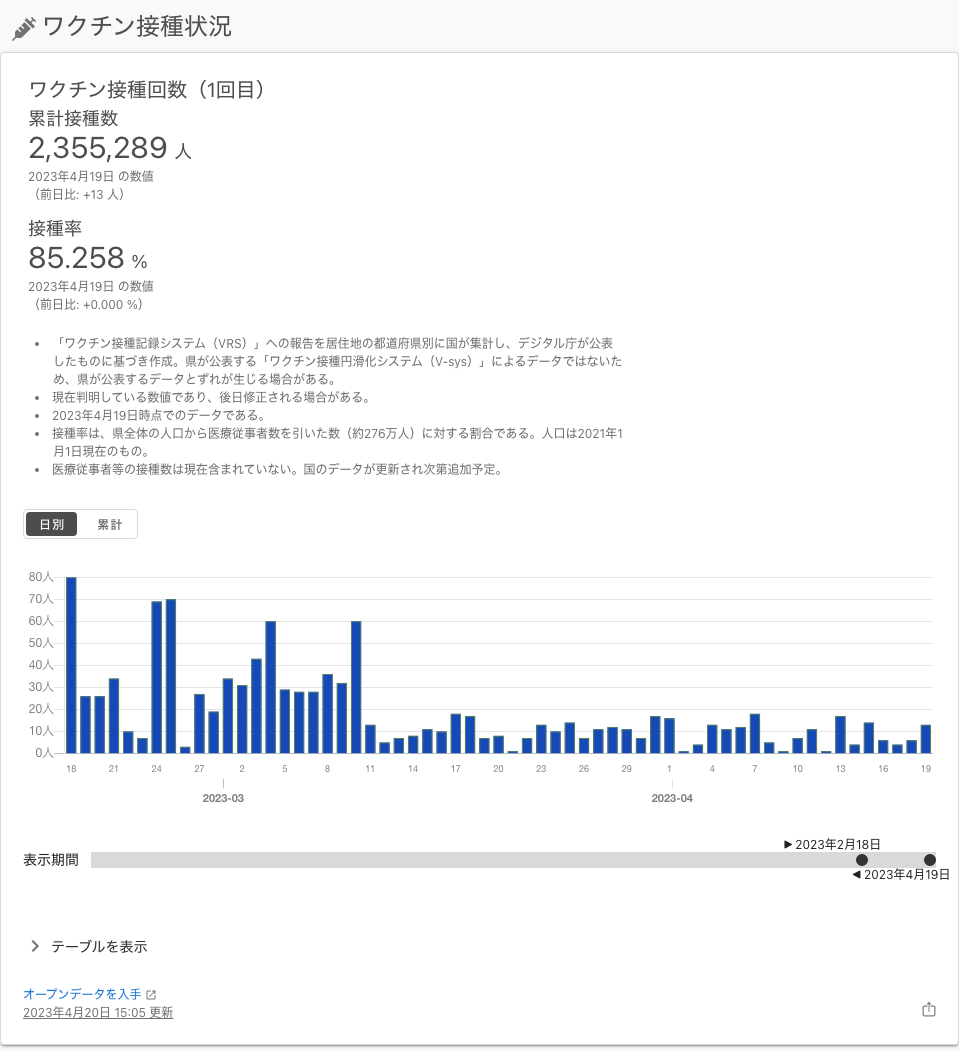 ワクチン接種状況
ワクチン接種回数（1回目）
累計接種数
2,355,289 人
2023年4月19日 の数値
（前日比: +13 人）
接種率
85.258 %
2023年4月19日 の数値
（前日比: +0.000 %）
• 「ワクチン接種記録システム（VRS）」への報告を居住地の都道府県別に国が集計し、デジタル庁が公表
したものに基づき作成。県が公表する「ワクチン接種円滑化システム（V-sys）」によるデータではないた
め、県が公表するデータとずれが生じる場合がある。
• 現在判明している数値であり、後日修正される場合がある。
• 2023年4月19日時点でのデータである。
• 接種率は、県全体の人口から医療従事者数を引いた数（約276万人）に対する割合である。人口は2021年1
月1日現在のもの。
• 医療従事者等の接種数は現在含まれていない。国のデータが更新され次第追加予定。
日別 累計
80人
70人
60人
50人
40人
30人
20人
10人
0人
18 21 24 27 2 5 8 11 14 17 20 23 26 29 1 4 7 10 13 16 19
2023-03 2023-04
▶ 2023年2月18日
表示期間
◀ 2023年4月19日
テーブルを表示
オープンデータを入手
2023年4月20日 15:05 更新